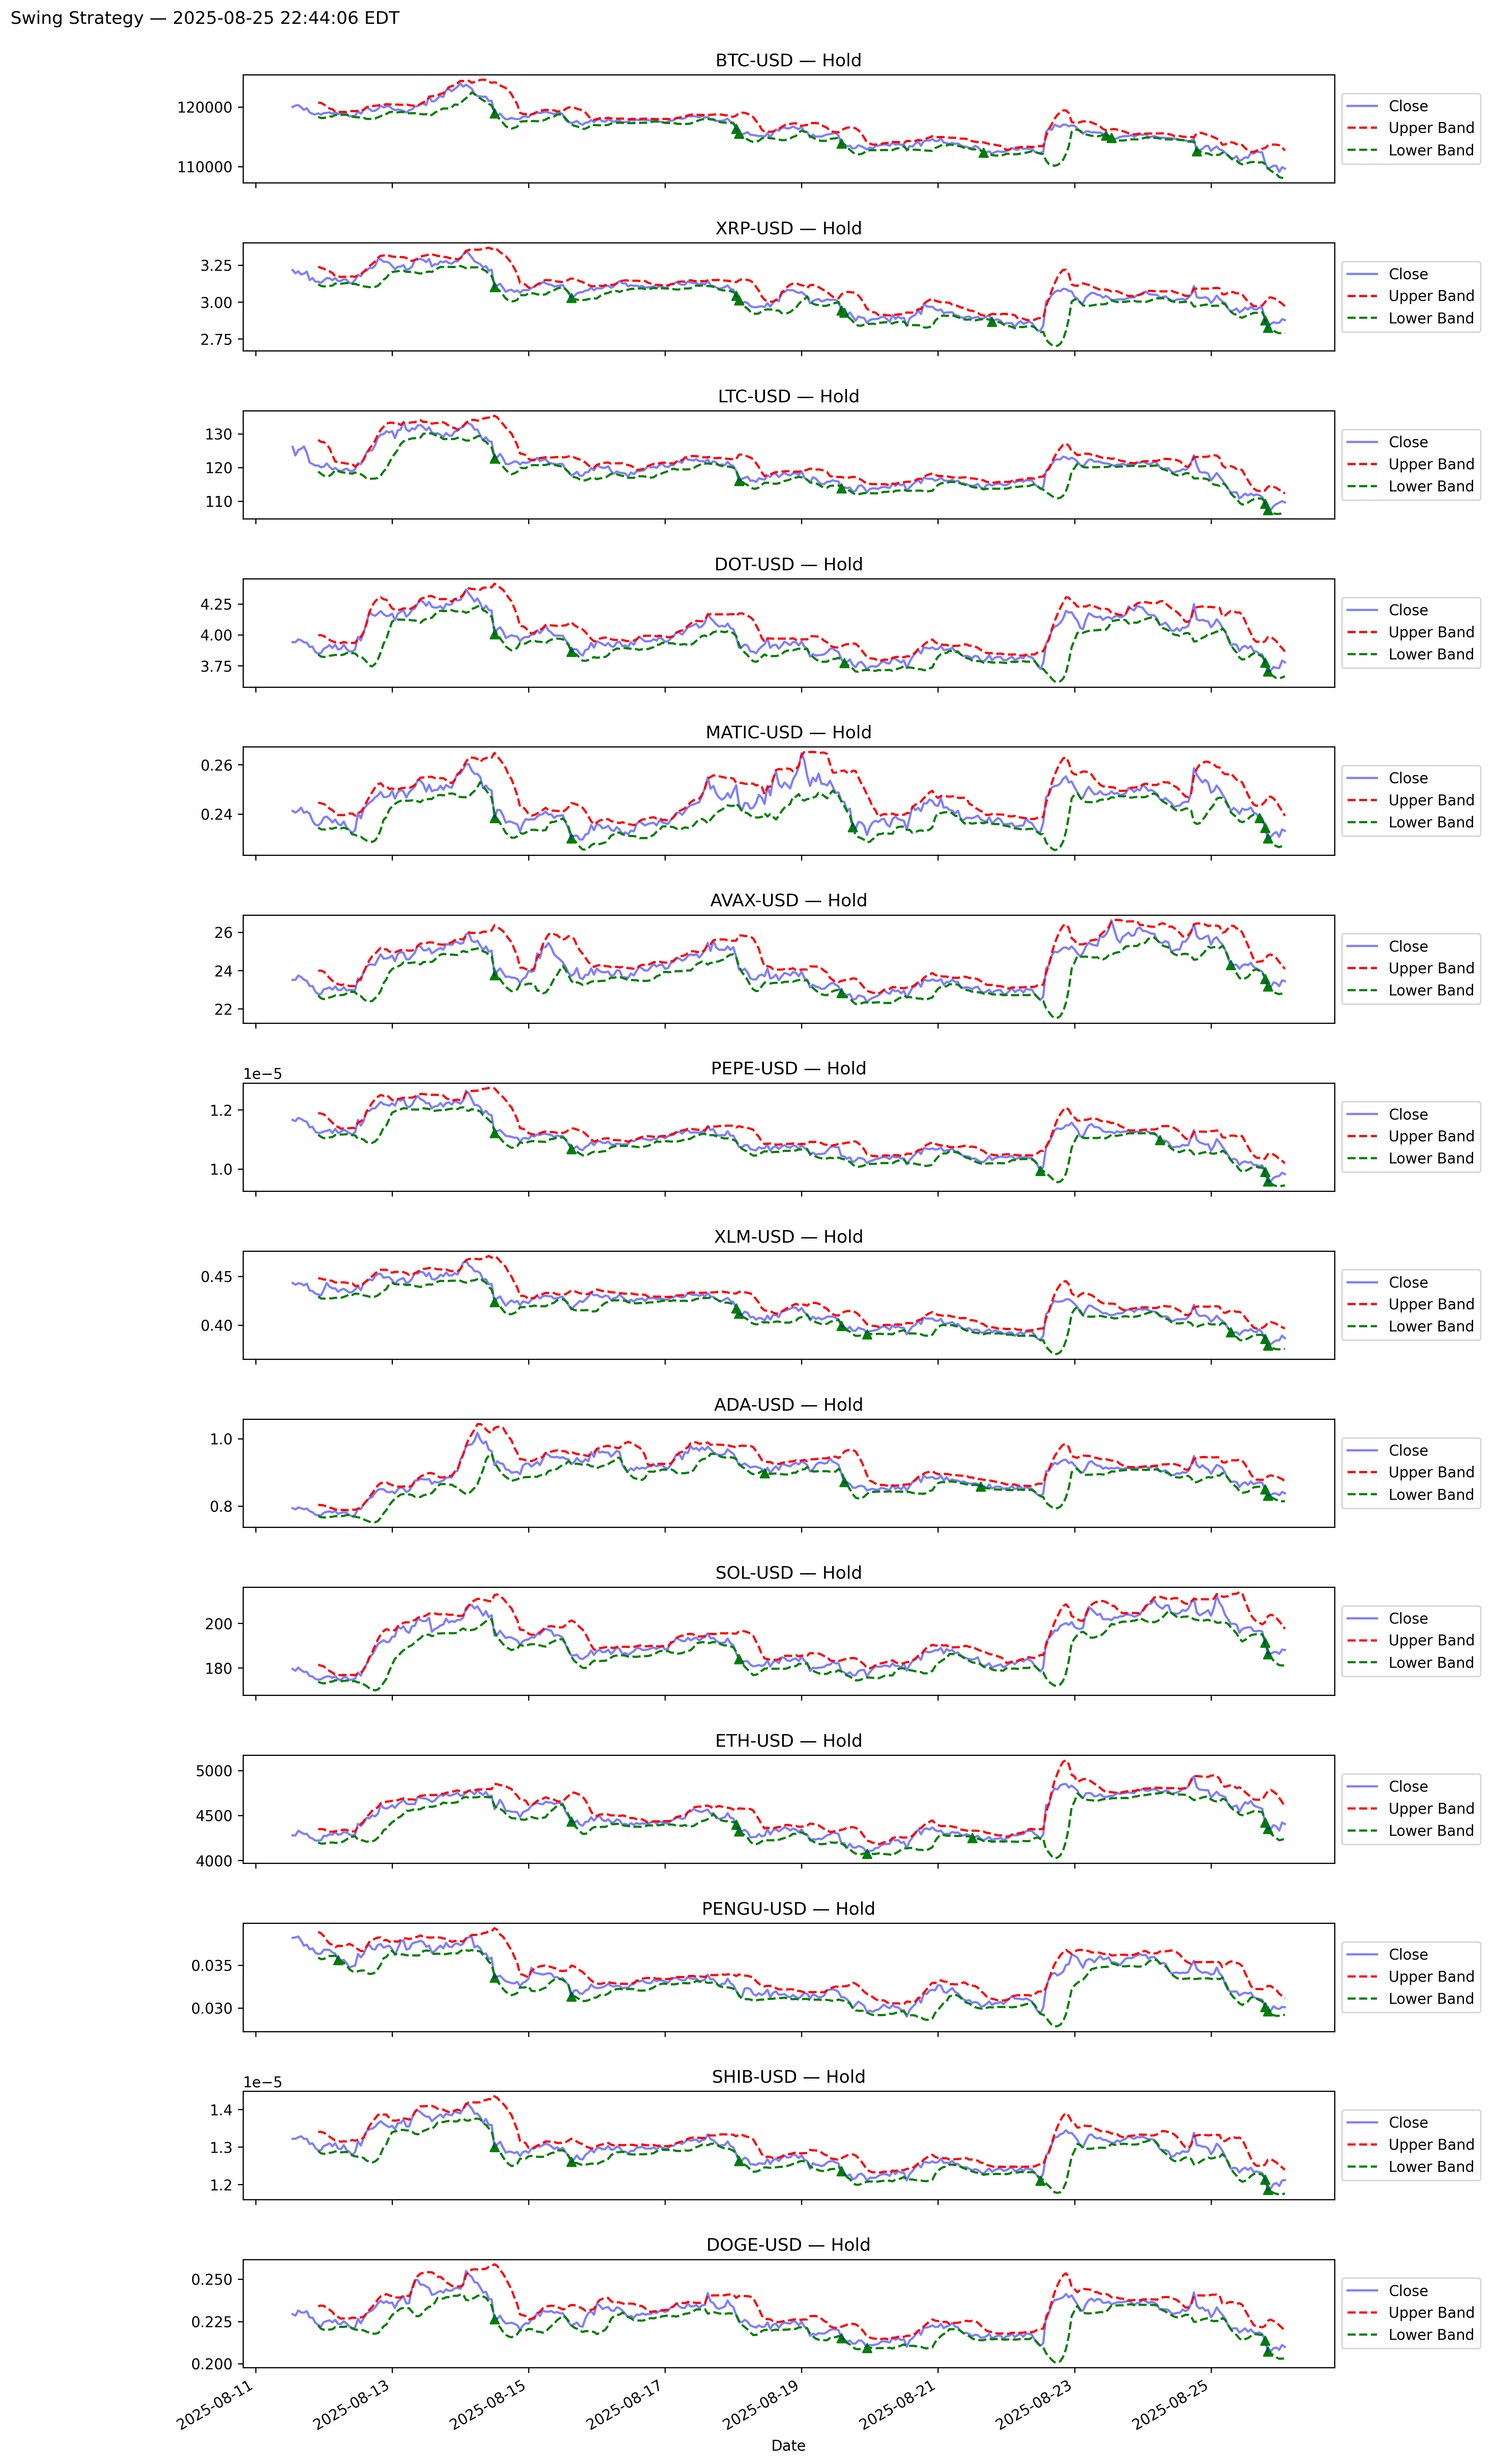 Swing Strategy — 2025-08-25 22:44:06 EDT
BTC-USD — Hold
120000
110000
Close
Upper Band
Lower Band
XRP-USD — Hold
3.25
3.00
2.75
Close
Upper Band
Lower Band
LTC-USD — Hold
130
120
110
Close
Upper Band
Lower Band
DOT-USD — Hold
4.25
4.00
3.75
Close
Upper Band
Lower Band
MATIC-USD — Hold
0.26
0.24
Close
Upper Band
Lower Band
AVAX-USD — Hold
26
24
22
Close
Upper Band
Lower Band
PEPE-USD — Hold
1e−5
1.2
1.0
Close
Upper Band
Lower Band
XLM-USD — Hold
0.45
0.40
Close
Upper Band
Lower Band
ADA-USD — Hold
1.0
0.8
Close
Upper Band
Lower Band
SOL-USD — Hold
200
180
Close
Upper Band
Lower Band
ETH-USD — Hold
5000
4500
4000
Close
Upper Band
Lower Band
PENGU-USD — Hold
0.035
0.030
Close
Upper Band
Lower Band
SHIB-USD — Hold
1e−5
1.4
1.3
1.2
Close
Upper Band
Lower Band
DOGE-USD — Hold
0.250
0.225
0.200
Close
Upper Band
Lower Band
2025-08-11
2025-08-13
2025-08-15
2025-08-17
2025-08-19
2025-08-21
2025-08-23
2025-08-25
Date